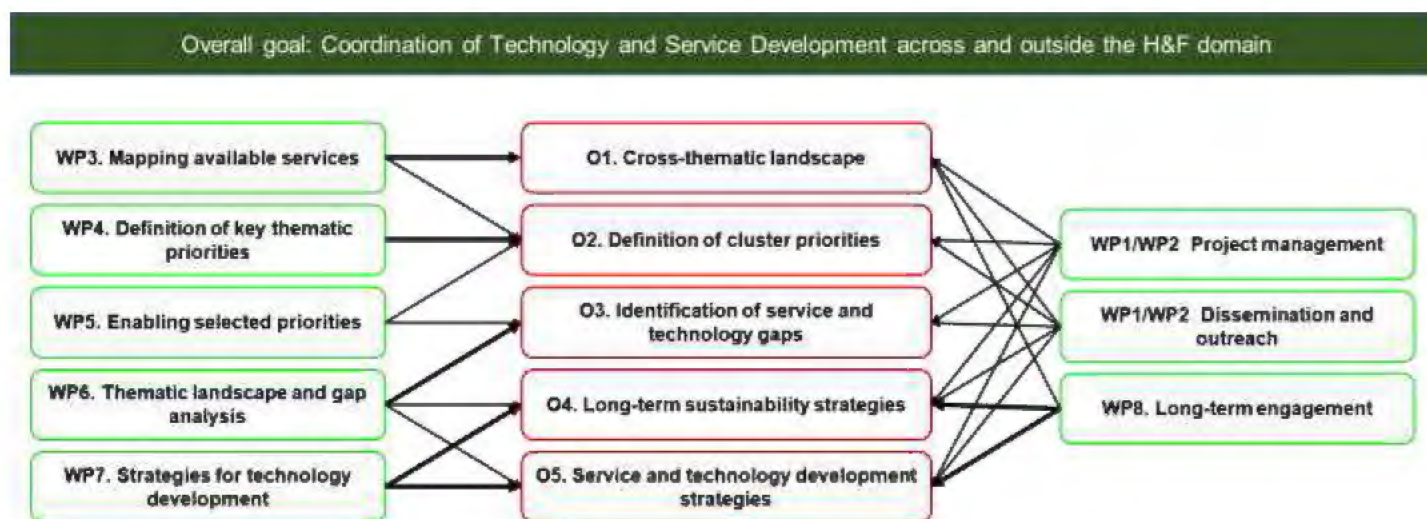 Overall goal: Coordination of Technology and Service Development across and outside the H&F domain
WP3. Mapping available services
WP4. Definition of key thematic
priorities
WP5. Enabling selected priorities
WP6. Thematic landscape and gap
analysis
WP7. Strategies for technology
development
O1. Cross-thematic landscape
O2. Definition of cluster priorities
O3. Identification of service and
technology gaps
O4. Long-term sustainability strategies
O5. Service and technology development
strategies
WP1/WP2 Project management
WP1/WP2 Dissemination and
outreach
WP8. Long-term engagement